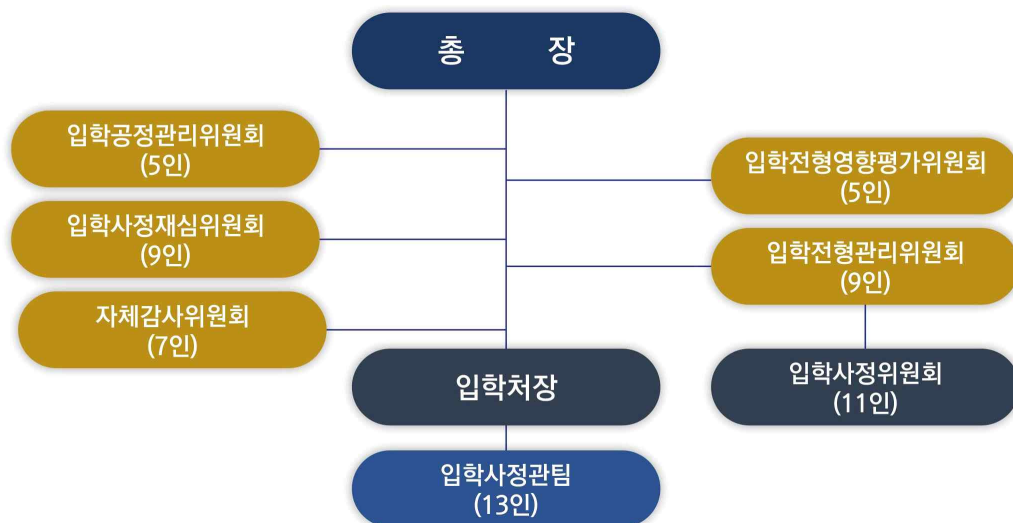 총 장
입학공정관리위원회
(5인)
입학전형영향평가위원회
(5인)
입학사정재심위원회
(9인)
입학전형관리위원회
(9인)
자체감사위원회
(7인)
입학처장
입학사정위원회
(11인)
입학사정관팀
(13인)